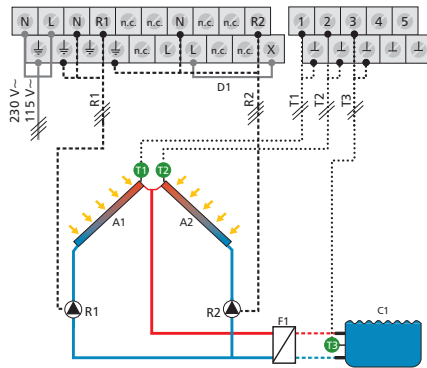 N L N R1 n.c. n.c. N n.c. n.c. R2
1 2 3 4 5
n.c. L L n.c. X
D1
230 V~
115 V~
R1
R2
T1
T2
T3
T1
T2
A1
A2
R1
R2
F1
C1
T3